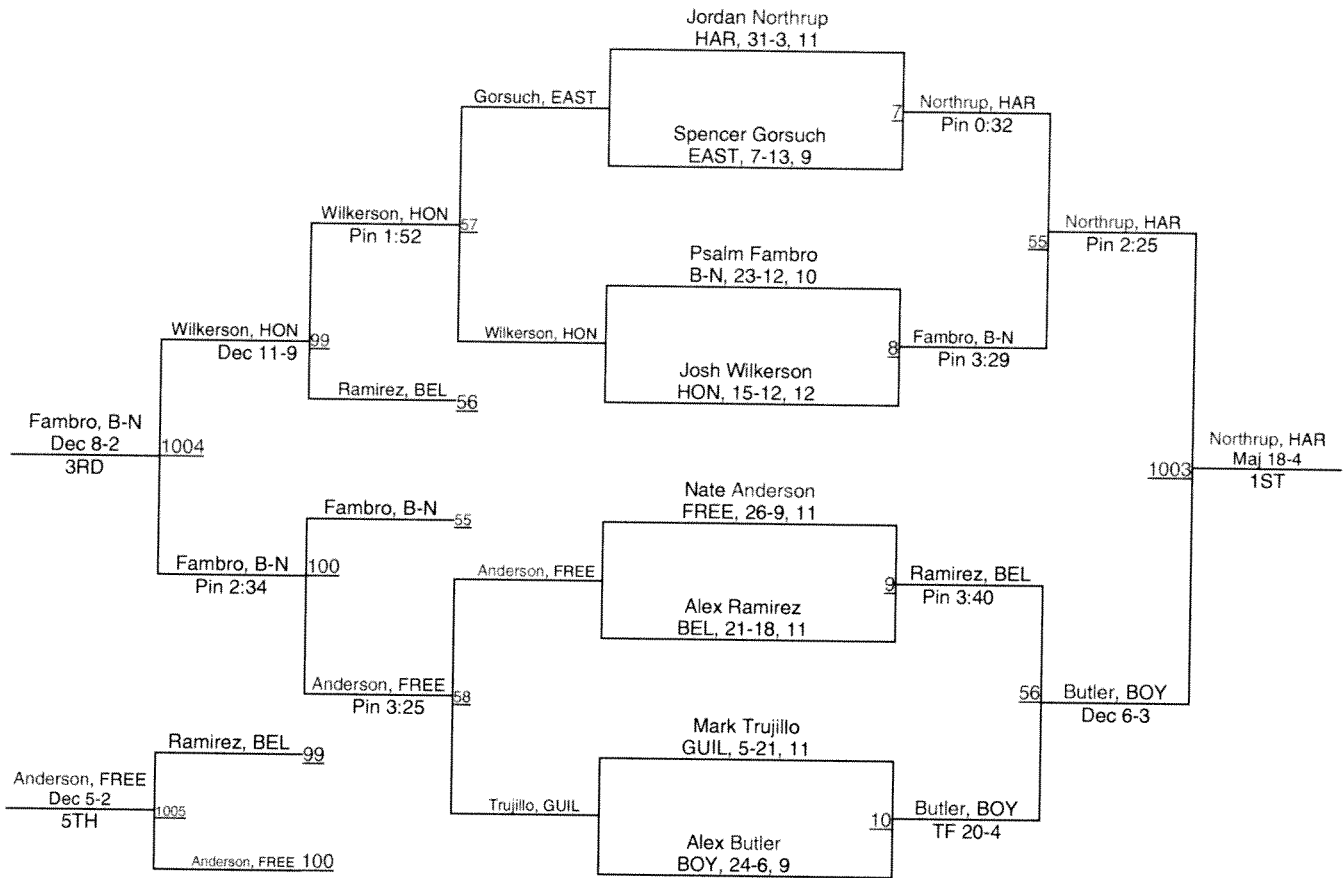 Jordan Northrup
HAR, 31-3, 11
Gorsuch, EAST
7
Northrup, HAR
Pin 0:32
Spencer Gorsuch
EAST, 7-13, 9
Wilkerson, HON
Pin 1:52
57
Northrup, HAR
Pin 2:25
55
Psalm Fambro
B-N, 23-12, 10
Wilkerson, HON
Dec 11-9
99
Wilkerson, HON
8
Fambro, B-N
Pin 3:29
Josh Wilkerson
HON, 15-12, 12
Ramirez, BEL
56
Fambro, B-N
Dec 8-2
3RD
1004
Northrup, HAR
Maj 18-4
1ST
1003
Nate Anderson
FREE, 26-9, 11
Fambro, B-N
55
Fambro, B-N
Pin 2:34
100
Anderson, FREE
9
Ramirez, BEL
Pin 3:40
Alex Ramirez
BEL, 21-18, 11
Anderson, FREE
Pin 3:25
58
56
Butler, BOY
Dec 6-3
Mark Trujillo
GUIL, 5-21, 11
Ramirez, BEL
99
Anderson, FREE
Dec 5-2
5TH
1005
Trujillo, GUIL
10
Butler, BOY
TF 20-4
Alex Butler
BOY, 24-6, 9
Anderson, FREE
100